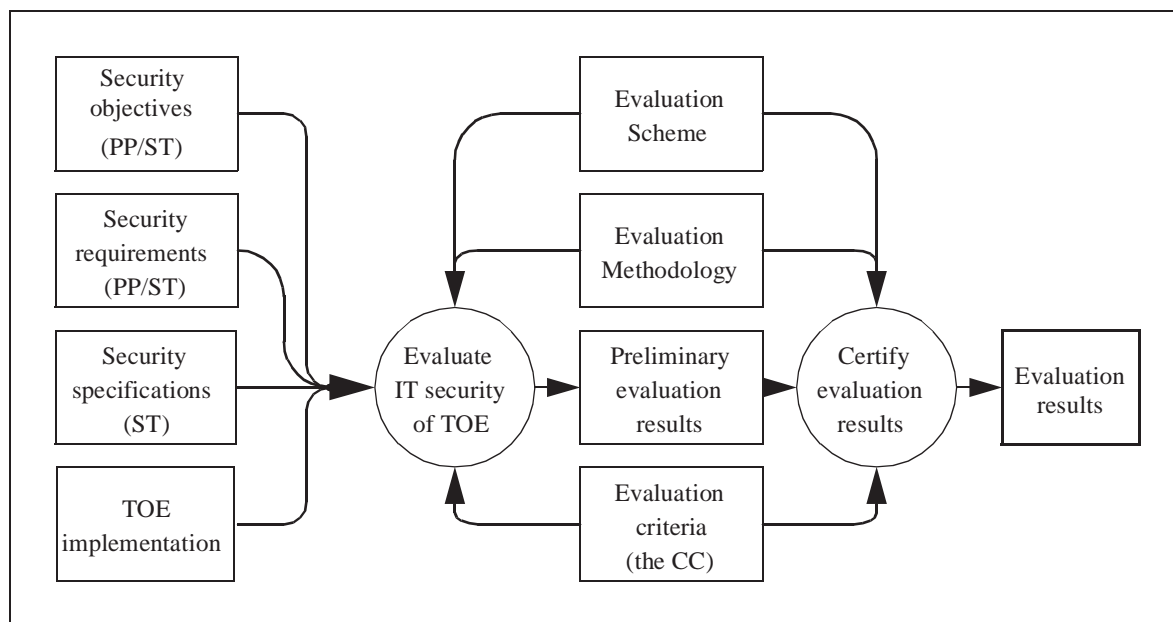 Security
objectives
(PP/ST)
Security
requirements
(PP/ST)
Security
specifications
(ST)
TOE
implementation
Evaluate
IT security
of TOE
Evaluation
Scheme
Evaluation
Methodology
Preliminary
evaluation
results
Evaluation
criteria
(the CC)
Certify
evaluation
results
Evaluation
results